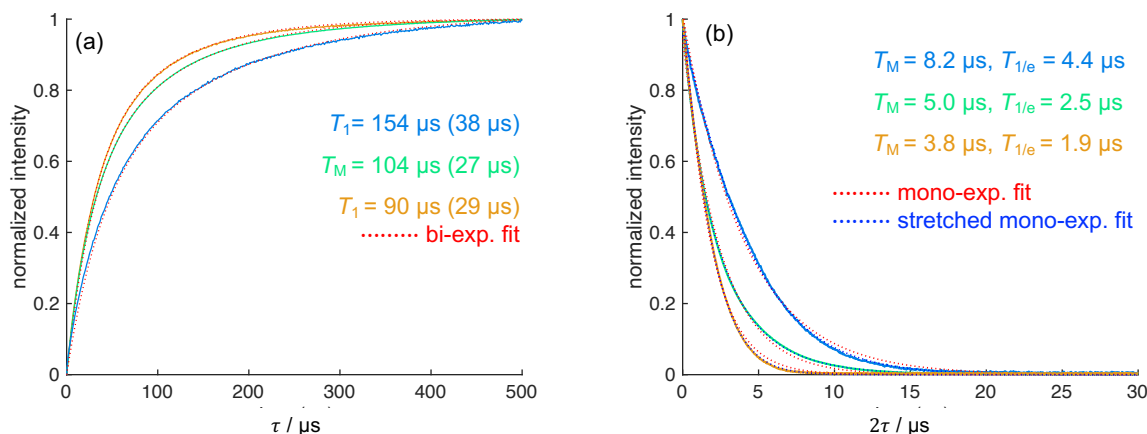 (a)
normalized intensity
1
0.8
0.6
0.4
0.2
0
T1= 154 µs (38 µs)
TM = 104 µs (27 µs)
T1 = 90 µs (29 µs)
bi-exp. fit
0 100 200 300 400 500
τ / µs
(b)
normalized intensity
1
0.8
0.6
0.4
0.2
0
TM = 8.2 µs, T1/e = 4.4 µs
TM = 5.0 µs, T1/e = 2.5 µs
TM = 3.8 µs, T1/e = 1.9 µs
mono-exp. fit
stretched mono-exp. fit
0 5 10 15 20 25 30
2τ / µs